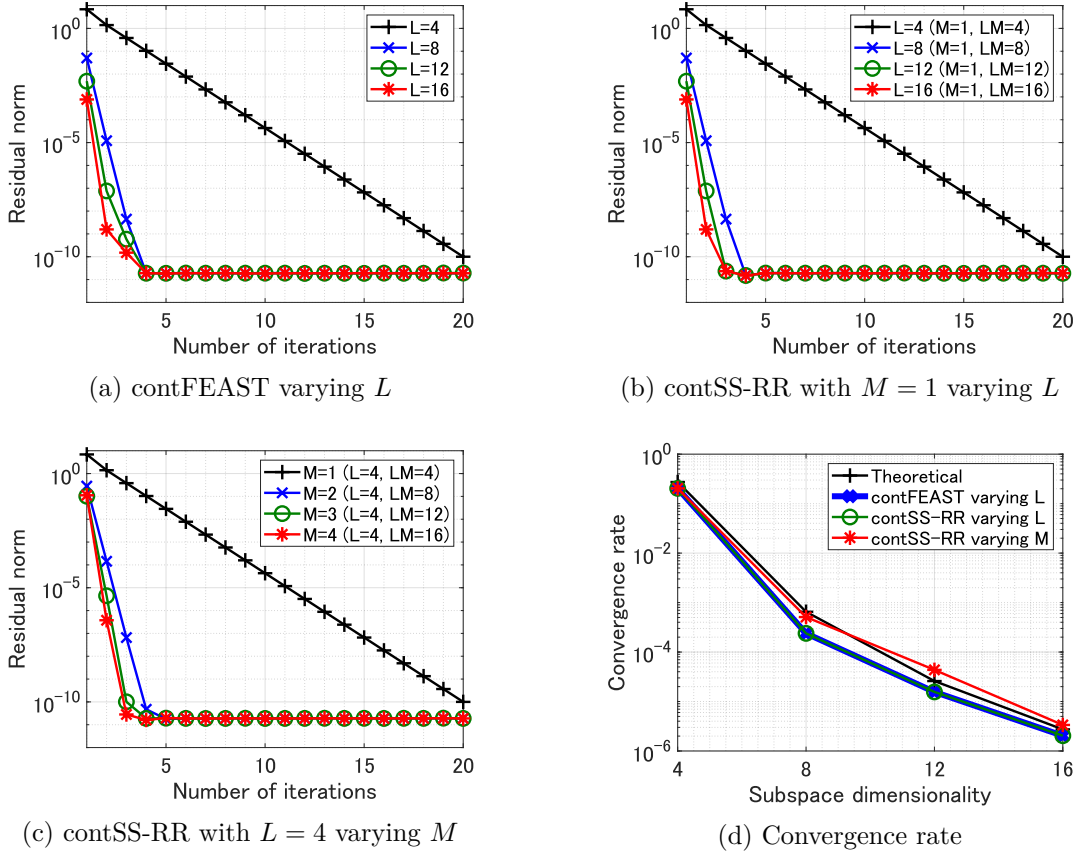 10^0
10^-5
10^-10
Residual norm
L=4
L=8
L=12
L=16
5 10 15 20
Number of iterations
(a) contFEAST varying L
10^0
10^-5
10^-10
Residual norm
L=4 (M=1, LM=4)
L=8 (M=1, LM=8)
L=12 (M=1, LM=12)
L=16 (M=1, LM=16)
5 10 15 20
Number of iterations
(b) contSS-RR with M = 1 varying L
10^0
10^-5
10^-10
Residual norm
M=1 (L=4, LM=4)
M=2 (L=4, LM=8)
M=3 (L=4, LM=12)
M=4 (L=4, LM=16)
5 10 15 20
Number of iterations
(c) contSS-RR with L = 4 varying M
10^0
10^-2
10^-4
10^-6
Convergence rate
Theoretical
contFEAST varying L
contSS-RR varying L
contSS-RR varying M
4 8 12 16
Subspace dimensionality
(d) Convergence rate